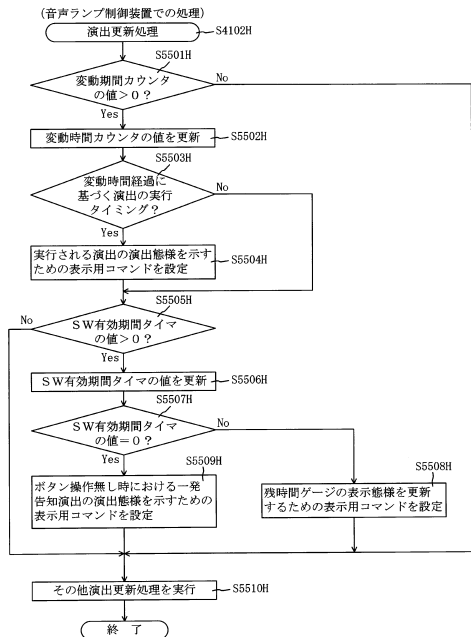 (音声ランプ制御装置での処理)
演出更新処理
S4102H
S5501H
変動期間カウンタ
の値>0?
No
Yes
変動時間カウンタの値を更新
S5502H
S5503H
変動時間経過に
基づく演出の実行
タイミング?
No
Yes
実行される演出の演出態様を示す
ための表示用コマンドを設定
S5504H
S5505H
No
SW有効期間タイマ
の値>0?
Yes
SW有効期間タイマの値を更新
S5506H
S5507H
SW有効期間タイマ
の値=0?
No
Yes
S5509H
ボタン操作無し時における一発
告知演出の演出態様を示すための
表示用コマンドを設定
S5508H
残時間ゲージの表示態様を更新
するための表示用コマンドを設定
その他演出更新処理を実行
S5510H
終了